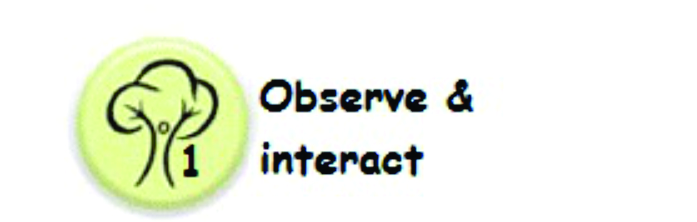 1
Observe &
interact